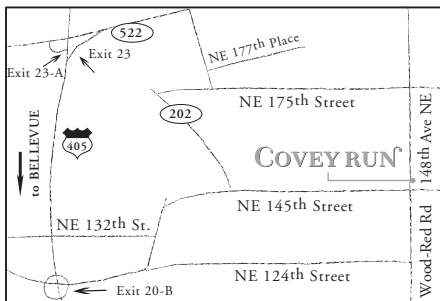 522
Exit 23
Exit 23-A
NE 177th Place
202
NE 175th Street
405
to BELLEVUE
COVEY RUN
148th Ave NE
NE 145th Street
NE 132th St.
Wood-Red Rd
NE 124th Street
Exit 20-B